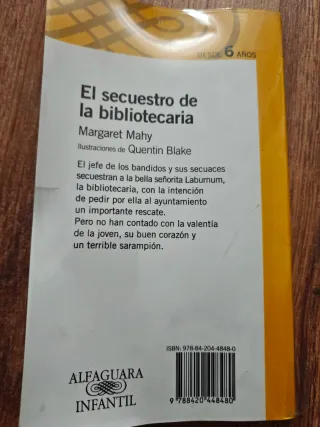 DESDE 6 AÑOS
El secuestro de
la bibliotecaria
Margaret Mahy
Ilustraciones de Quentin Blake
El jefe de los bandidos y sus secuaces
secuestran a la bella señorita Laburnum,
la bibliotecaria, con la intención
de pedir por ella al ayuntamiento
un importante rescate.
Pero no han contado con la valentía
de la joven, su buen corazón y
un terrible sarampión.
ISBN: 978-84-204-4848-0
9 788420 448480
ALFAGUARA
INFANTIL